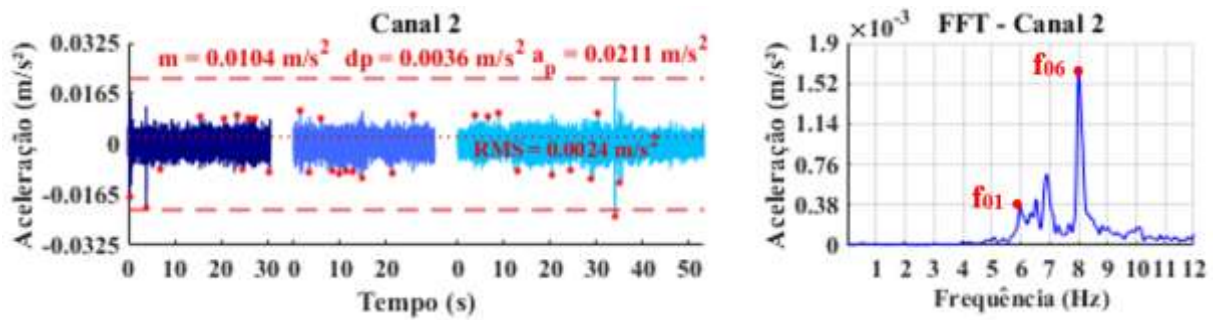 Canal 2
m = 0.0104 m/s² dp = 0.0036 m/s² a_p = 0.0211 m/s²
RMS = 0.0024 m/s²
Aceleração (m/s²)
0.0325
0.0165
0
-0.0165
-0.0325
0 10 20 30 0 10 20 0 10 20 30 40 50
Tempo (s)
FFT - Canal 2
×10⁻³
Aceleração (m/s²)
1.9
1.52
1.14
0.76
0.38
0
f06
f01
1 2 3 4 5 6 7 8 9 10 11 12
Frequência (Hz)